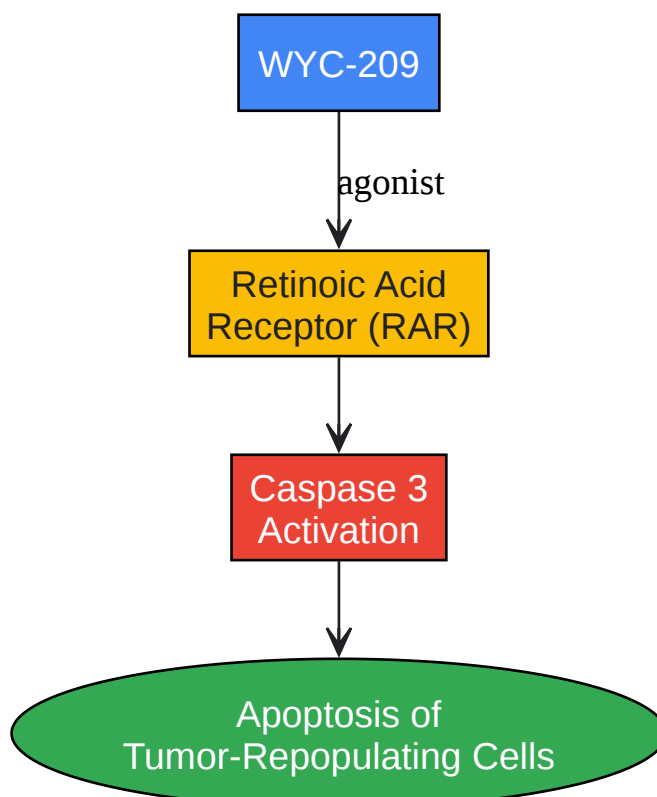 WYC-209
agonist
Retinoic Acid
Receptor (RAR)
Caspase 3
Activation
Apoptosis of
Tumor-Repopulating Cells